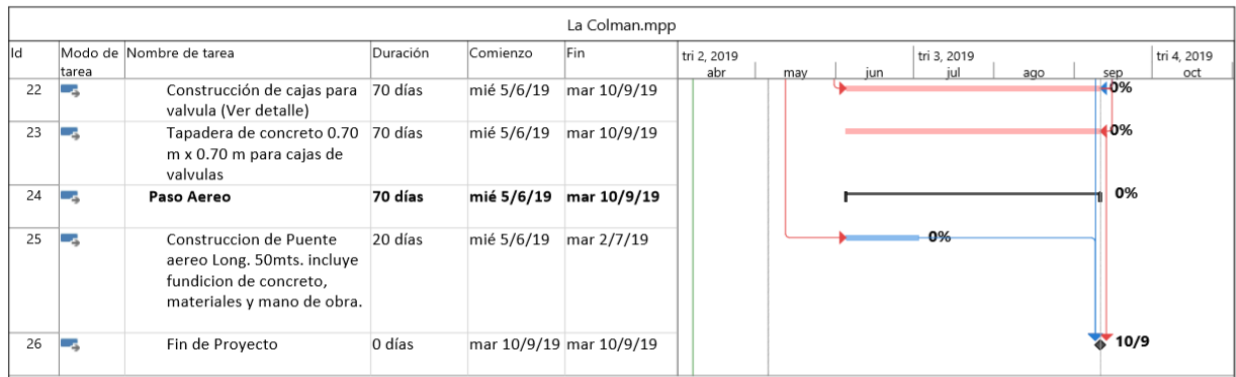 La Colman.mpp
Id Modo de tarea Nombre de tarea Duración Comienzo Fin tri 2, 2019 tri 3, 2019 tri 4, 2019
abr may jun jul ago sep oct
22 Construcción de cajas para 70 días mié 5/6/19 mar 10/9/19 0%
valvula (Ver detalle)
23 Tapadera de concreto 0.70 70 días mié 5/6/19 mar 10/9/19 0%
m x 0.70 m para cajas de
valvulas
24 Paso Aereo 70 días mié 5/6/19 mar 10/9/19 0%
25 Construccion de Puente 20 días mié 5/6/19 mar 2/7/19 0%
aereo Long. 50mts. incluye
fundicion de concreto,
materiales y mano de obra.
26 Fin de Proyecto 0 días mar 10/9/19 mar 10/9/19 10/9